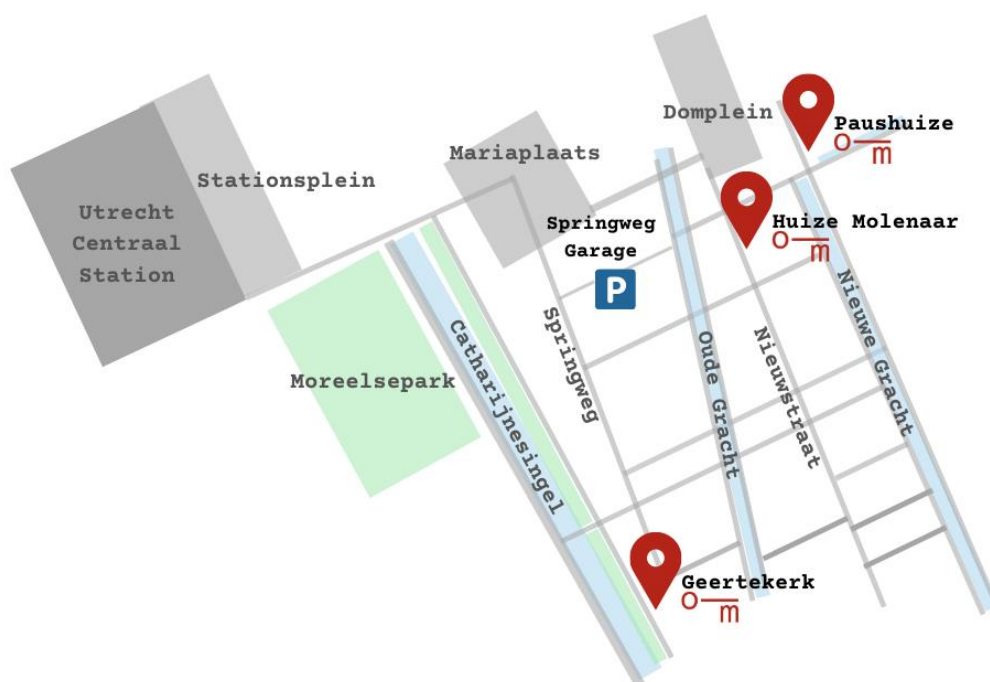 Domplein
Paushuize
O
m
Mariaplaats
Stationsplein
Utrecht
Centraal
Station
Springweg
Garage
Huize Molenaar
O
m
P
Moreelsepark
Catharijnesingel
Springweg
Oude Gracht
Nieuwstraat
Nieuwe Gracht
Geertekerk
O
m